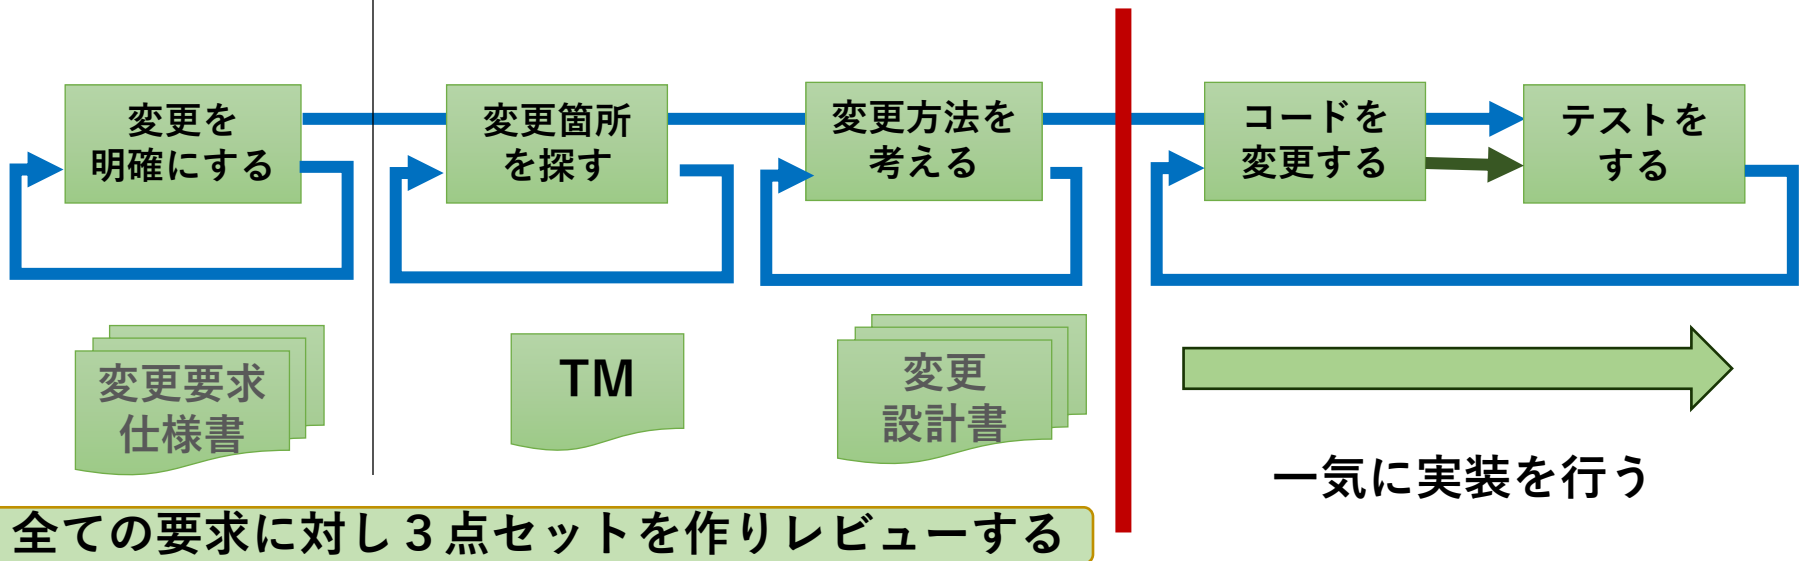 変更を
明確にする
変更箇所
を探す
変更方法を
考える
コードを
変更する
テストを
する
変更要求
仕様書
TM
変更
設計書
一気に実装を行う
全ての要求に対し３点セットを作りレビューする